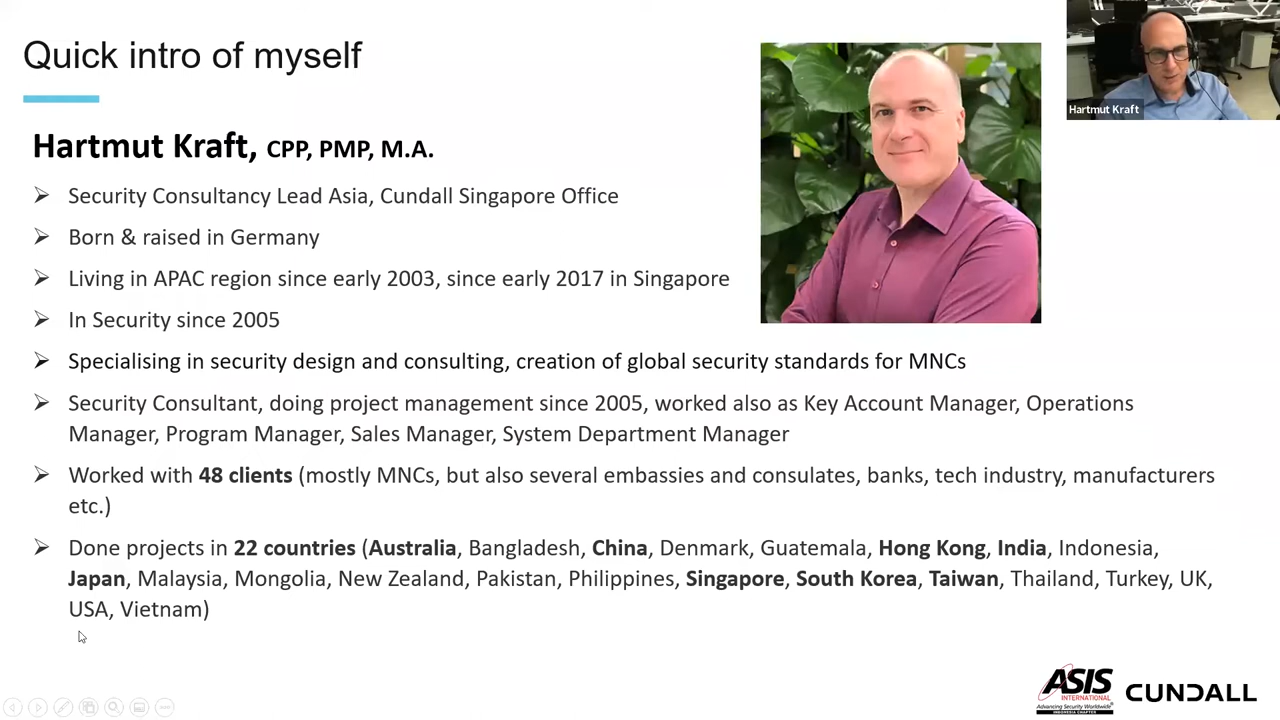 Quick intro of myself
Hartmut Kraft
Hartmut Kraft, CPP, PMP, M.A.
Security Consultancy Lead Asia, Cundall Singapore Office
Born & raised in Germany
Living in APAC region since early 2003, since early 2017 in Singapore
In Security since 2005
Specialising in security design and consulting, creation of global security standards for MNCs
Security Consultant, doing project management since 2005, worked also as Key Account Manager, Operations
Manager, Program Manager, Sales Manager, System Department Manager
Worked with 48 clients (mostly MNCs, but also several embassies and consulates, banks, tech industry, manufacturers
etc.)
Done projects in 22 countries (Australia, Bangladesh, China, Denmark, Guatemala, Hong Kong, India, Indonesia,
Japan, Malaysia, Mongolia, New Zealand, Pakistan, Philippines, Singapore, South Korea, Taiwan, Thailand, Turkey, UK,
USA, Vietnam)
ASIS
INTERNATIONAL
Advancing Security Worldwide®
INDONESIA CHAPTER
CUNDALL